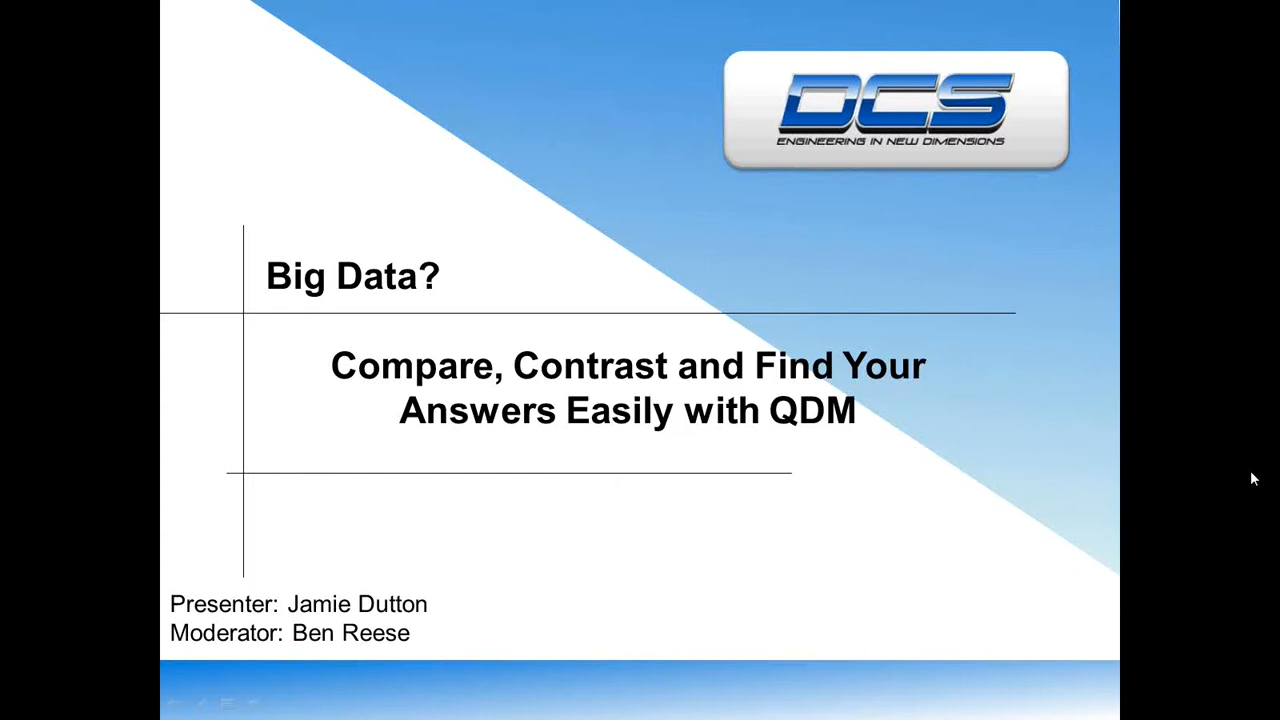 DCS
ENGINEERING IN NEW DIMENSIONS
Big Data?
Compare, Contrast and Find Your
Answers Easily with QDM
Presenter: Jamie Dutton
Moderator: Ben Reese